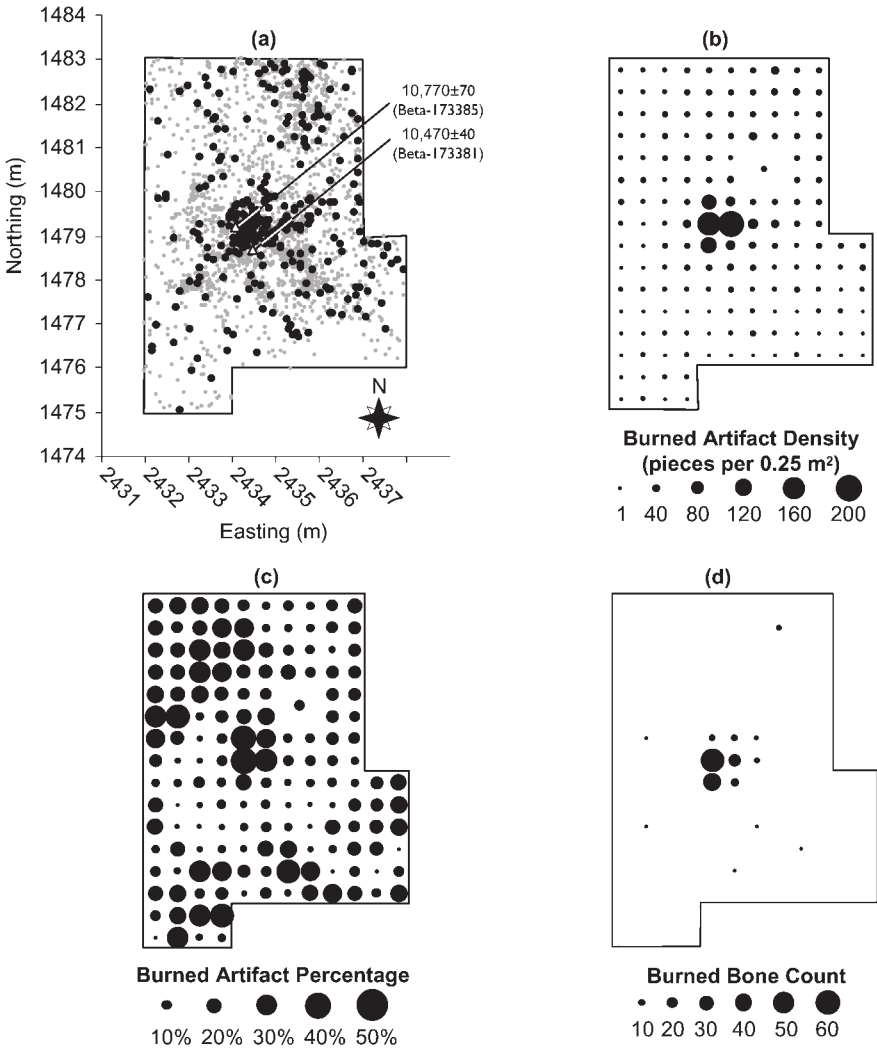 (a)
1484
1483
1482
1481
1480
1479
1478
1477
1476
1475
1474
Northing (m)
10,770±70
(Beta-173385)
10,470±40
(Beta-173381)
N
2431
2432
2433
2434
2435
2436
2437
Easting (m)
(b)
Burned Artifact Density
(pieces per 0.25 m²)
1 40 80 120 160 200
(c)
Burned Artifact Percentage
10% 20% 30% 40% 50%
(d)
Burned Bone Count
10 20 30 40 50 60